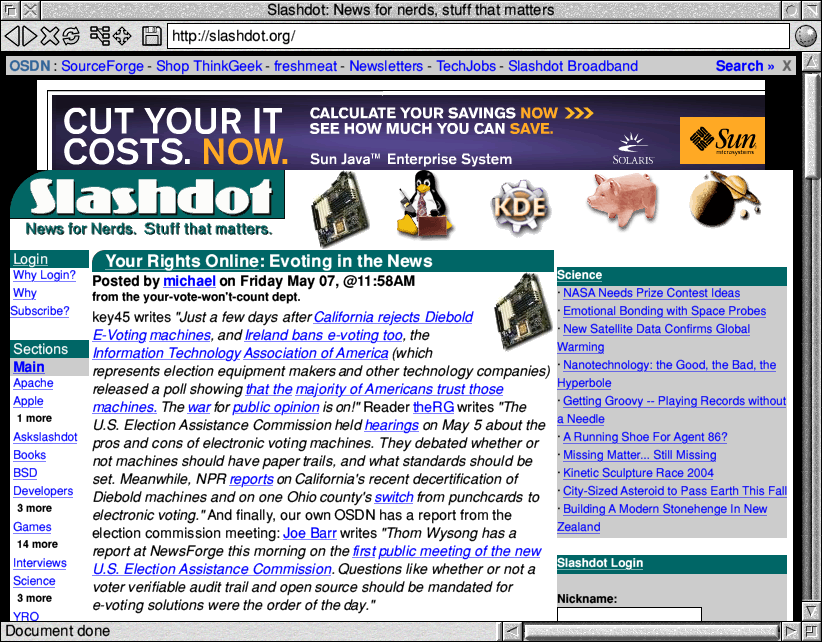 Slashdot: News for nerds, stuff that matters
http://slashdot.org/
OSDN : SourceForge - Shop ThinkGeek - freshmeat - Newsletters - TechJobs - Slashdot Broadband
Search » X
CUT YOUR IT
COSTS. NOW.
CALCULATE YOUR SAVINGS NOW >>>
SEE HOW MUCH YOU CAN SAVE.
Sun Java™ Enterprise System
SOLARIS
Sun
microsystems
Slashdot
News for Nerds. Stuff that matters.
KDE
Login
Why Login?
Why
Subscribe?
Sections
Main
Apache
Apple
1 more
Askslashdot
Books
BSD
Developers
3 more
Games
14 more
Interviews
Science
3 more
YRO
Your Rights Online: Evoting in the News
Posted by michael on Friday May 07, @11:58AM
from the your-vote-won't-count dept.
key45 writes "Just a few days after California rejects Diebold
E-Voting machines, and Ireland bans e-voting too, the
Information Technology Association of America (which
represents election equipment makers and other technology companies)
released a poll showing that the majority of Americans trust those
machines. The war for public opinion is on!" Reader theRG writes "The
U.S. Election Assistance Commission held hearings on May 5 about the
pros and cons of electronic voting machines. They debated whether or
not machines should have paper trails, and what standards should be
set. Meanwhile, NPR reports on California's recent decertification of
Diebold machines and on one Ohio county's switch from punchcards to
electronic voting." And finally, our own OSDN has a report from the
election commission meeting: Joe Barr writes "Thom Wysong has a
report at NewsForge this morning on the first public meeting of the new
U.S. Election Assistance Commission. Questions like whether or not a
voter verifiable audit trail and open source should be mandated for
e-voting solutions were the order of the day."
Science
· NASA Needs Prize Contest Ideas
· Emotional Bonding with Space Probes
· New Satellite Data Confirms Global
Warming
· Nanotechnology: the Good, the Bad, the
Hyperbole
· Getting Groovy -- Playing Records without
a Needle
· A Running Shoe For Agent 86?
· Missing Matter... Still Missing
· Kinetic Sculpture Race 2004
· City-Sized Asteroid to Pass Earth This Fall
· Building A Modern Stonehenge In New
Zealand
Slashdot Login
Nickname:
Document done